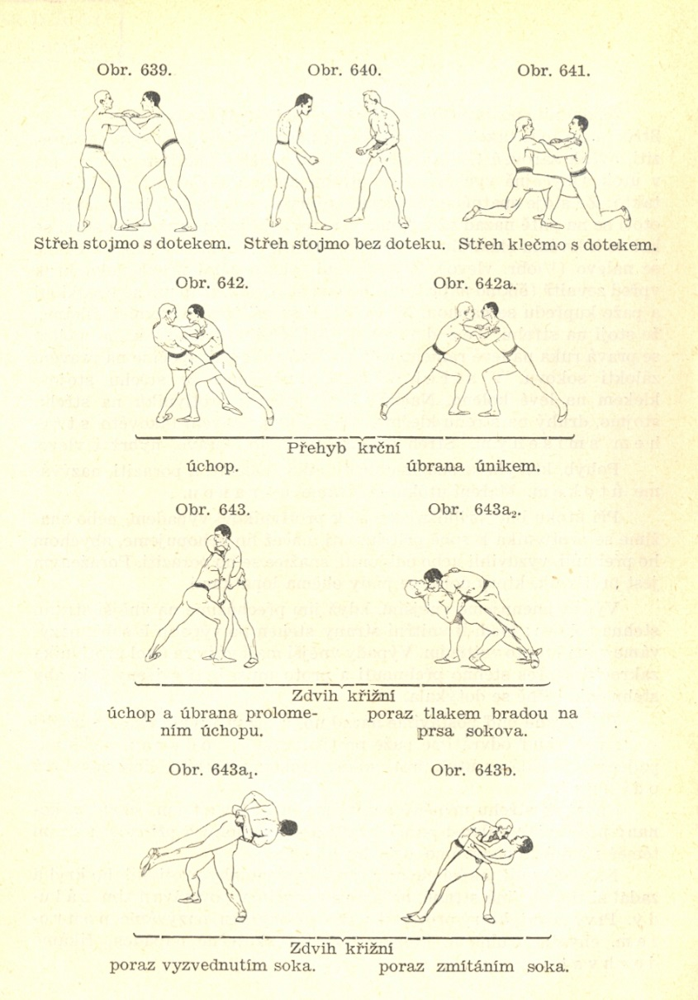 Obr. 639. Obr. 640. Obr. 641.
Střeh stojmo s dotekem. Střeh stojmo bez doteku. Střeh klečmo s dotekem.
Obr. 642. Obr. 642a.
Přehyb krční
úchop. úbrana únikem.
Obr. 643. Obr. 643a₂.
Zdvih křižní
úchop a úbrana prolome- poraz tlakem bradou na
ním úchopu. prsa sokova.
Obr. 643a₁. Obr. 643b.
Zdvih křižní
poraz vyzvednutím soka. poraz zmítáním soka.